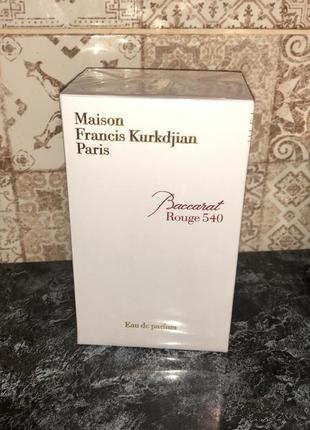 Maison
Francis Kurkdjian
Paris
Baccarat
Rouge 540
Eau de parfum